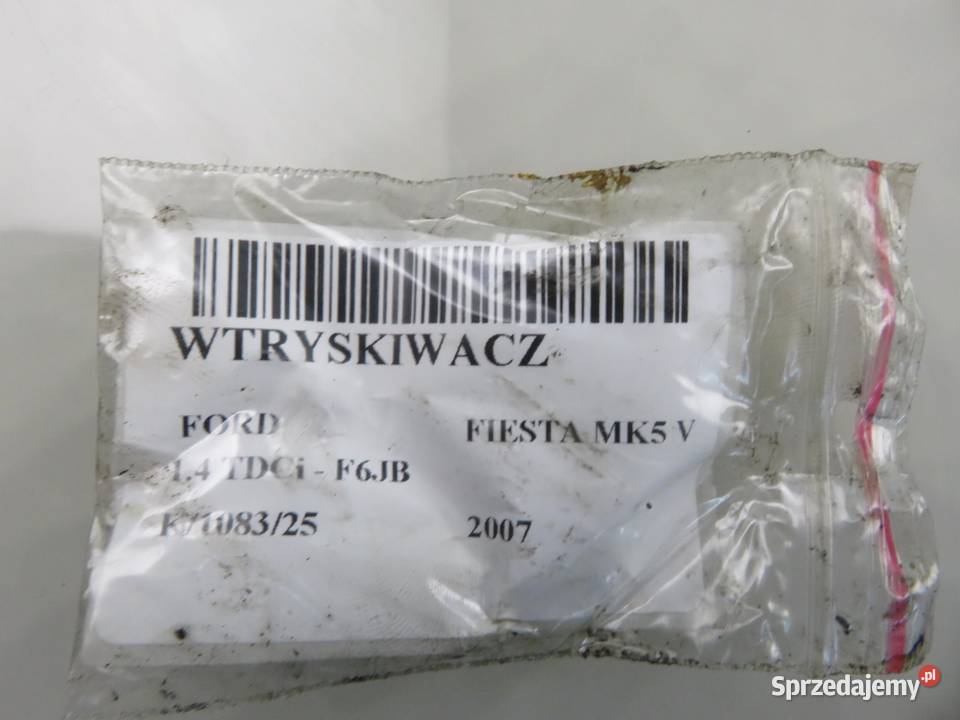 WTRYSKIWACZ
FORD FIESTA MK5 V
1.4 TDCi - F6JB
K/1083/25 2007
Sprzedajemy.pl